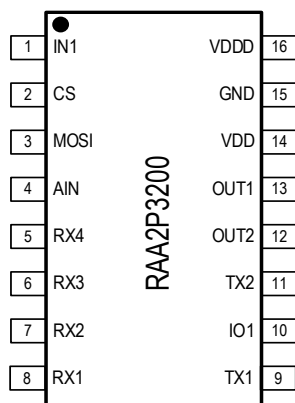 1 IN1 VDDD 16
2 CS GND 15
3 MOSI VDD 14
4 AIN OUT1 13
5 RX4 OUT2 12
6 RX3 TX2 11
7 RX2 IO1 10
8 RX1 TX1 9
RAA2P3200